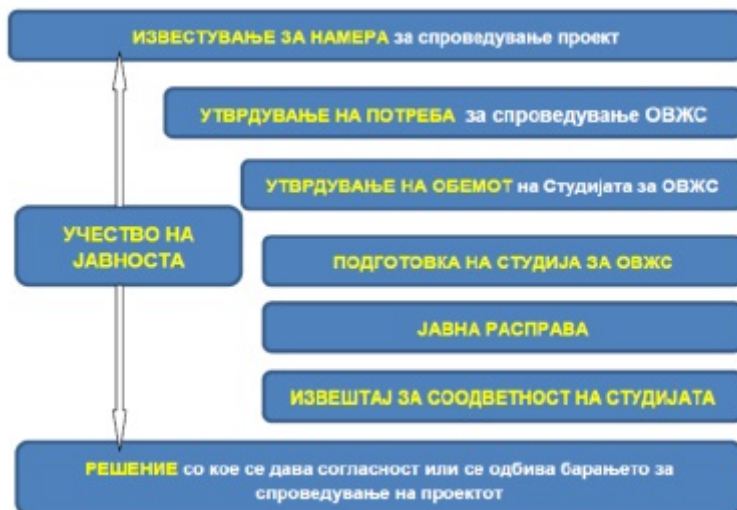 ИЗВЕСТУВАЊЕ ЗА НАМЕРА за спроведување проект
УТВРДУВАЊЕ НА ПОТРЕБА за спроведување ОВЖС
УТВРДУВАЊЕ НА ОБЕМОТ на Студијата за ОВЖС
УЧЕСТВО НА
ЈАВНОСТА
ПОДГОТОВКА НА СТУДИЈА ЗА ОВЖС
ЈАВНА РАСПРАВА
ИЗВЕШТАЈ ЗА СООДВЕТНОСТ НА СТУДИЈАТА
РЕШЕНИЕ со кое се дава согласност или се одбива барањето за
спроведување на проектот